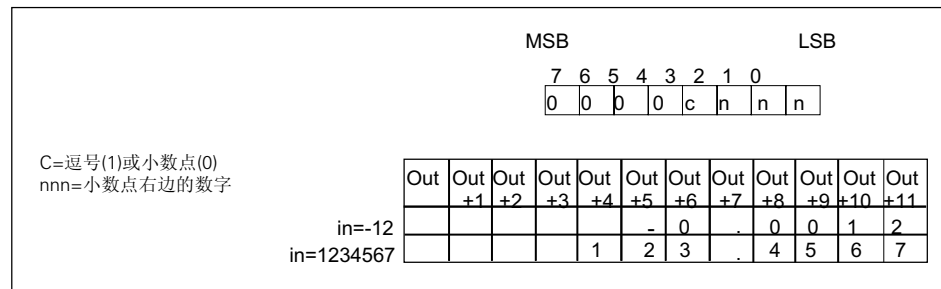 MSB LSB
7 6 5 4 3 2 1 0
0 0 0 0 c n n n
C=逗号(1)或小数点(0)
nnn=小数点右边的数字
Out Out Out Out Out Out Out Out Out Out Out Out
+1 +2 +3 +4 +5 +6 +7 +8 +9 +10 +11
in=-12 - 0 . 0 0 1 2
in=1234567 1 2 3 . 4 5 6 7